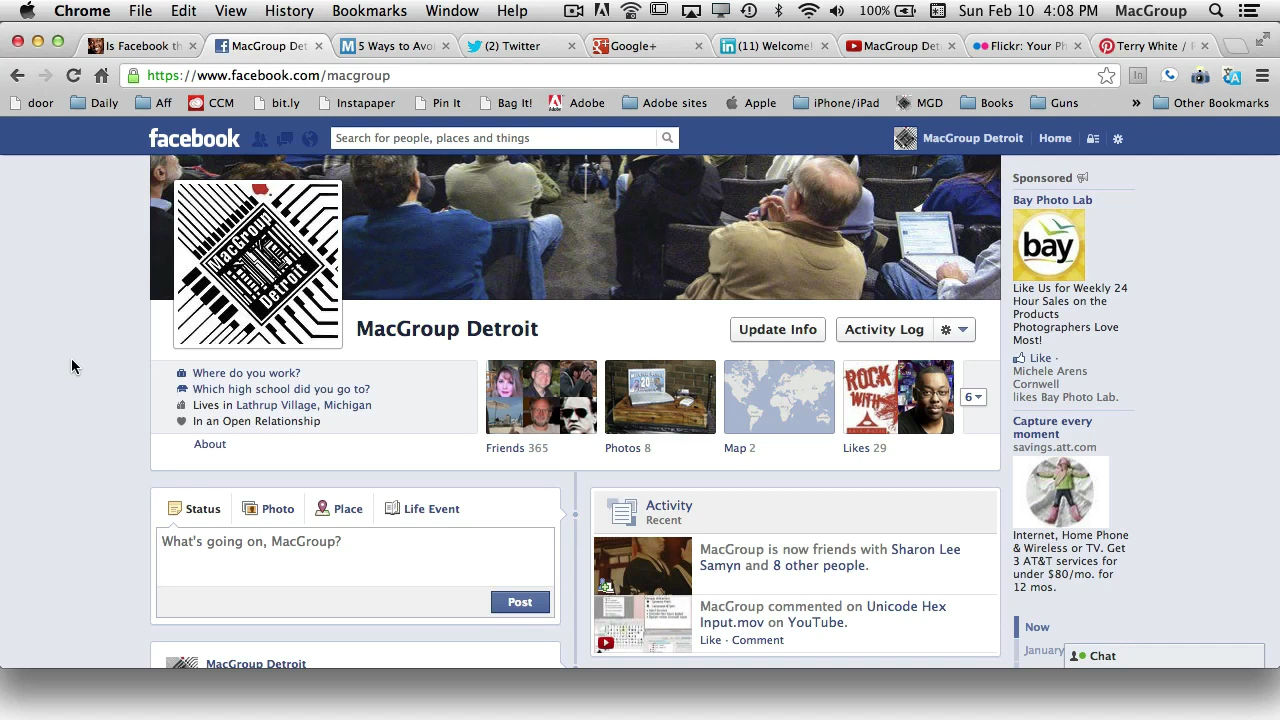 Chrome File Edit View History Bookmarks Window Help 100% Sun Feb 10 4:08 PM MacGroup
Is Facebook th MacGroup Det 5 Ways to Avoi (2) Twitter Google+ (11) Welcome! MacGroup Det Flickr: Your Ph Terry White / P
https://www.facebook.com/macgroup
door Daily Aff CCM bit.ly Instapaper Pin It Bag It! Adobe Adobe sites Apple iPhone/iPad MGD Books Guns » Other Bookmarks
facebook Search for people, places and things MacGroup Detroit Home
MacGroup
Detroit
MacGroup Detroit
Update Info Activity Log
Where do you work?
Which high school did you go to?
Lives in Lathrup Village, Michigan
In an Open Relationship
About
ROCK
WITH
6
Friends 365 Photos 8 Map 2 Likes 29
Status Photo Place Life Event
What's going on, MacGroup?
Post
MacGroup Detroit
Activity
Recent
MacGroup is now friends with Sharon Lee
Samyn and 8 other people.
MacGroup commented on Unicode Hex
Input.mov on YouTube.
Like · Comment
Sponsored
Bay Photo Lab
bay
Like Us for Weekly 24
Hour Sales on the
Products
Photographers Love
Most!
Like ·
Michele Arens
Cornwell
likes Bay Photo Lab.
Capture every
moment
savings.att.com
Internet, Home Phone
& Wireless or TV. Get
3 AT&T services for
under $80/mo. for
12 mos.
Now
January
Chat